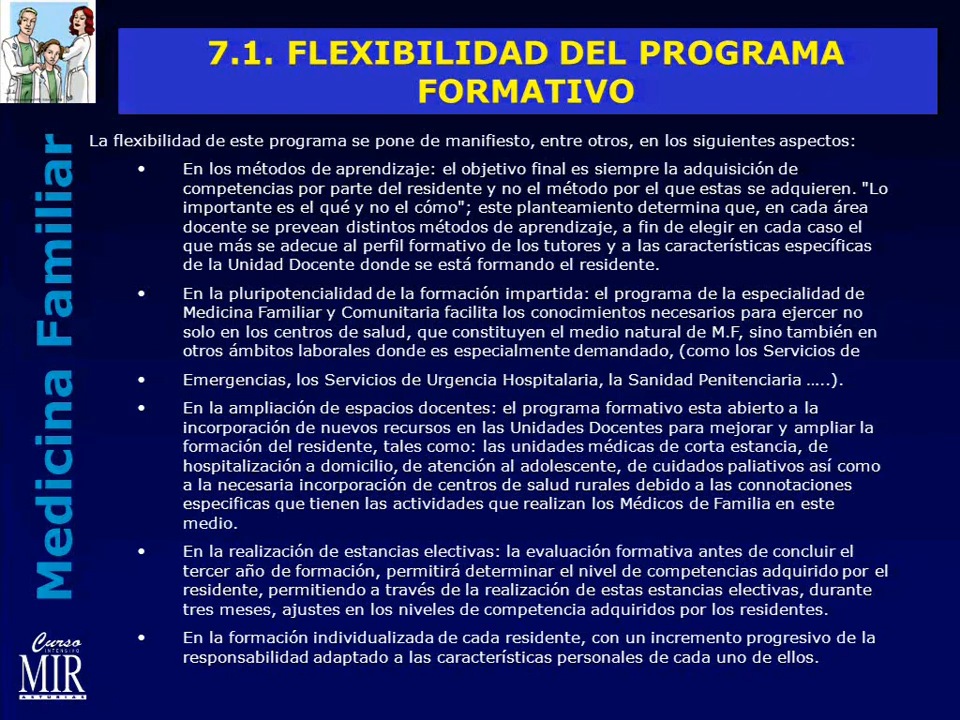 7.1. FLEXIBILIDAD DEL PROGRAMA
FORMATIVO
Medicina Familiar
La flexibilidad de este programa se pone de manifiesto, entre otros, en los siguientes aspectos:
• En los métodos de aprendizaje: el objetivo final es siempre la adquisición de
competencias por parte del residente y no el método por el que estas se adquieren. "Lo
importante es el qué y no el cómo"; este planteamiento determina que, en cada área
docente se prevean distintos métodos de aprendizaje, a fin de elegir en cada caso el
que más se adecue al perfil formativo de los tutores y a las características específicas
de la Unidad Docente donde se está formando el residente.
• En la pluripotencialidad de la formación impartida: el programa de la especialidad de
Medicina Familiar y Comunitaria facilita los conocimientos necesarios para ejercer no
solo en los centros de salud, que constituyen el medio natural de M.F, sino también en
otros ámbitos laborales donde es especialmente demandado, (como los Servicios de
• Emergencias, los Servicios de Urgencia Hospitalaria, la Sanidad Penitenciaria …..).
• En la ampliación de espacios docentes: el programa formativo esta abierto a la
incorporación de nuevos recursos en las Unidades Docentes para mejorar y ampliar la
formación del residente, tales como: las unidades médicas de corta estancia, de
hospitalización a domicilio, de atención al adolescente, de cuidados paliativos así como
a la necesaria incorporación de centros de salud rurales debido a las connotaciones
especificas que tienen las actividades que realizan los Médicos de Familia en este
medio.
• En la realización de estancias electivas: la evaluación formativa antes de concluir el
tercer año de formación, permitirá determinar el nivel de competencias adquirido por el
residente, permitiendo a través de la realización de estas estancias electivas, durante
tres meses, ajustes en los niveles de competencia adquiridos por los residentes.
• En la formación individualizada de cada residente, con un incremento progresivo de la
responsabilidad adaptado a las características personales de cada uno de ellos.
Curso
INTENSIVO
MIR
ASTURIAS